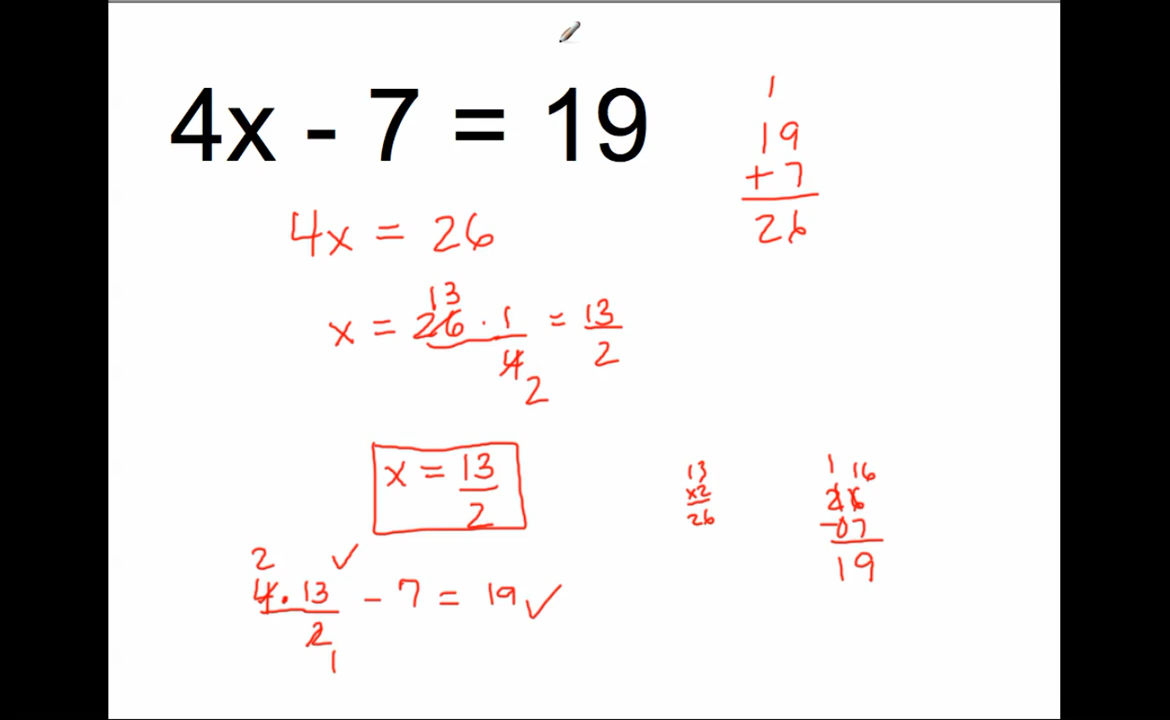 4x - 7 = 19
1
19
+ 7
26
4x = 26
13
x = 26 · 1 = 13
4 2
2
x = 13
2
13
x2
26
1 16
26
- 07
19
2 ✓
4 · 13 - 7 = 19 ✓
2
1